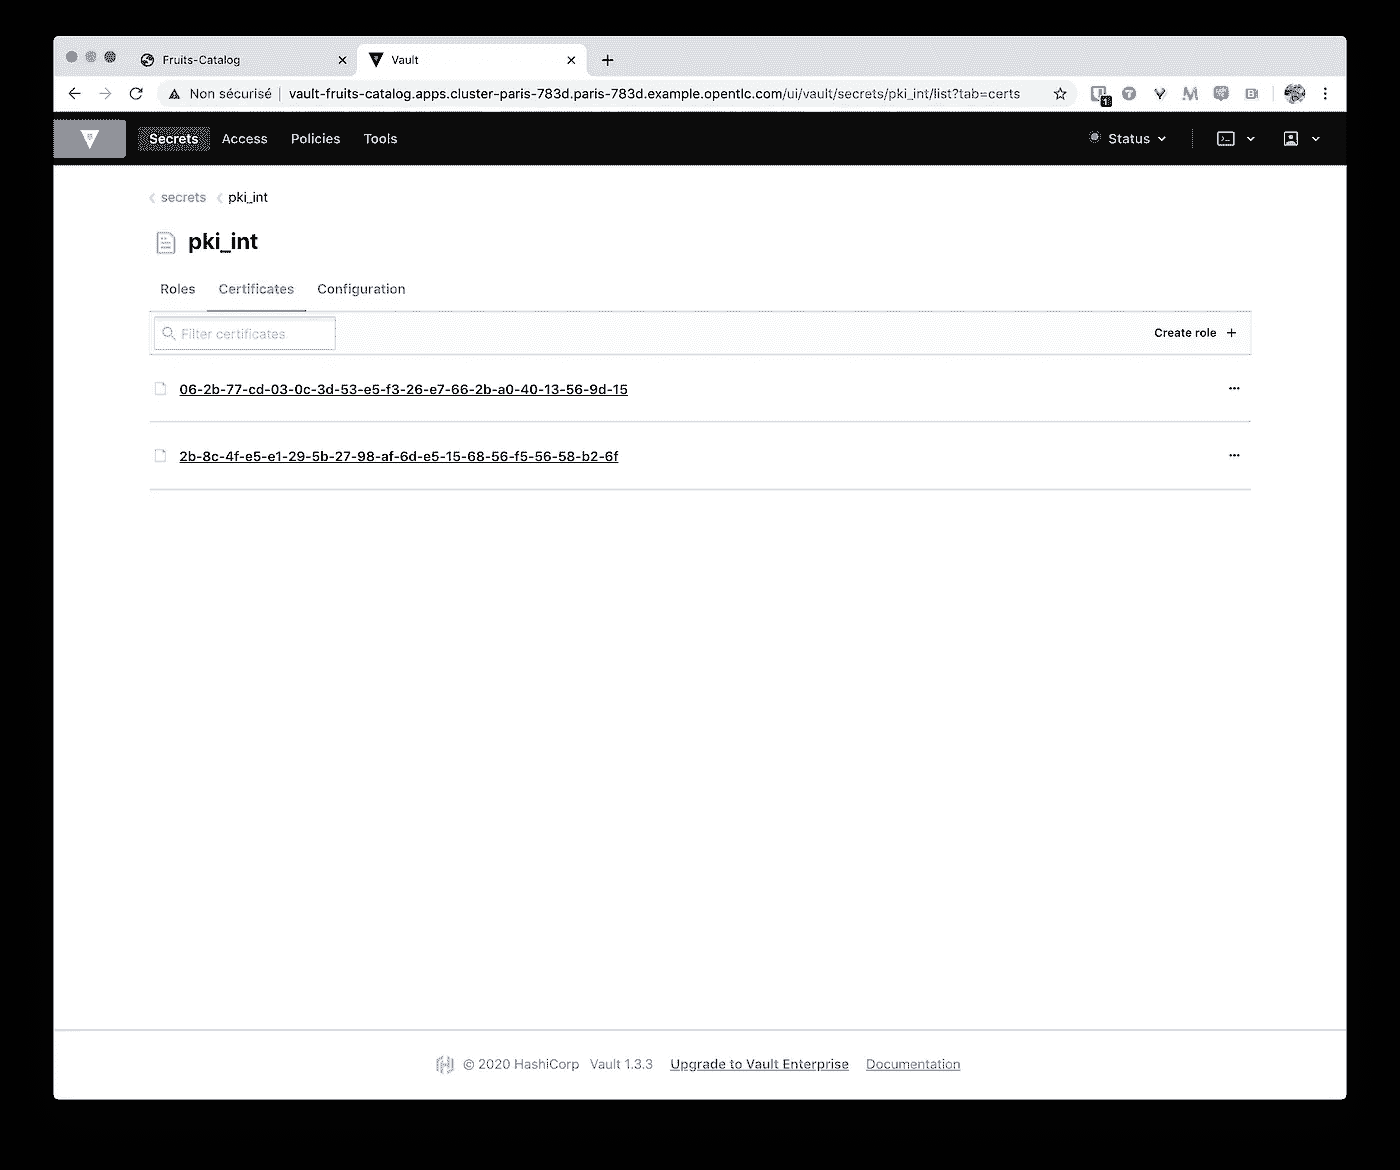 Fruits-Catalog
Vault
Non sécurisé vault-fruits-catalog.apps.cluster-paris-783d.paris-783d.example.opentlc.com/ui/vault/secrets/pki_int/list?tab=certs
Secrets Access Policies Tools Status
secrets pki_int
pki_int
Roles Certificates Configuration
Filter certificates Create role +
06-2b-77-cd-03-0c-3d-53-e5-f3-26-e7-66-2b-a0-40-13-56-9d-15
2b-8c-4f-e5-e1-29-5b-27-98-af-6d-e5-15-68-56-f5-56-58-b2-6f
© 2020 HashiCorp Vault 1.3.3 Upgrade to Vault Enterprise Documentation